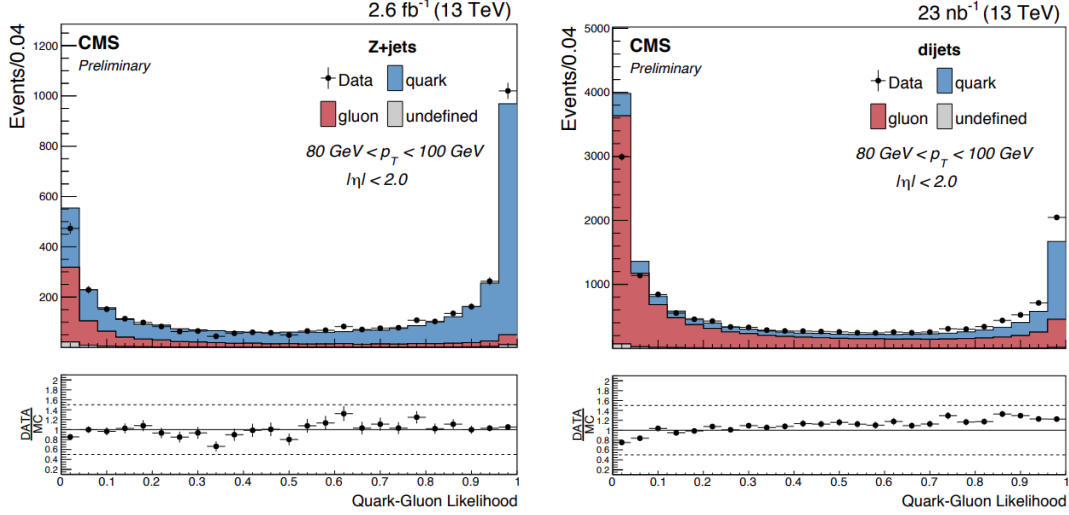 2.6 fb⁻¹ (13 TeV)
Events/0.04
1200
1000
800
600
400
200
CMS
Preliminary
Z+jets
Data
quark
gluon
undefined
80 GeV < p_T < 100 GeV
|η| < 2.0
DATA
MC
2
1.8
1.6
1.4
1.2
1
0.8
0.6
0.4
0.2
0 0.1 0.2 0.3 0.4 0.5 0.6 0.7 0.8 0.9 1
Quark-Gluon Likelihood
23 nb⁻¹ (13 TeV)
Events/0.04
5000
4000
3000
2000
1000
CMS
Preliminary
dijets
Data
quark
gluon
undefined
80 GeV < p_T < 100 GeV
|η| < 2.0
DATA
MC
2
1.8
1.6
1.4
1.2
1
0.8
0.6
0.4
0.2
0 0.1 0.2 0.3 0.4 0.5 0.6 0.7 0.8 0.9 1
Quark-Gluon Likelihood